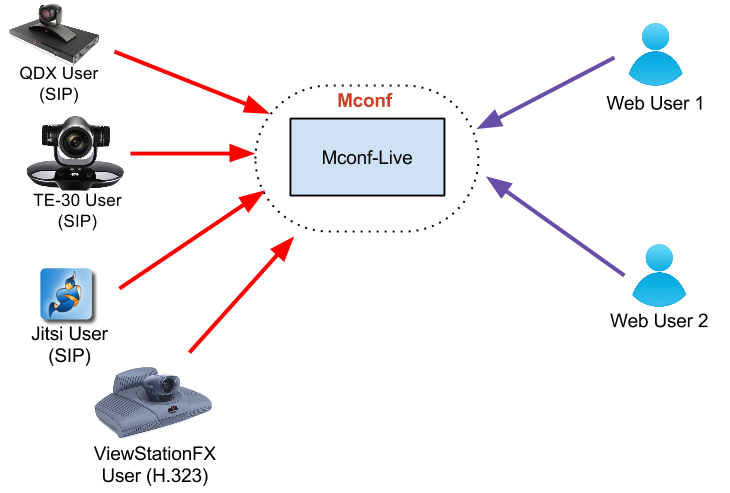 QDX User
(SIP)
TE-30 User
(SIP)
Jitsi User
(SIP)
ViewStationFX
User (H.323)
Mconf
Mconf-Live
Web User 1
Web User 2